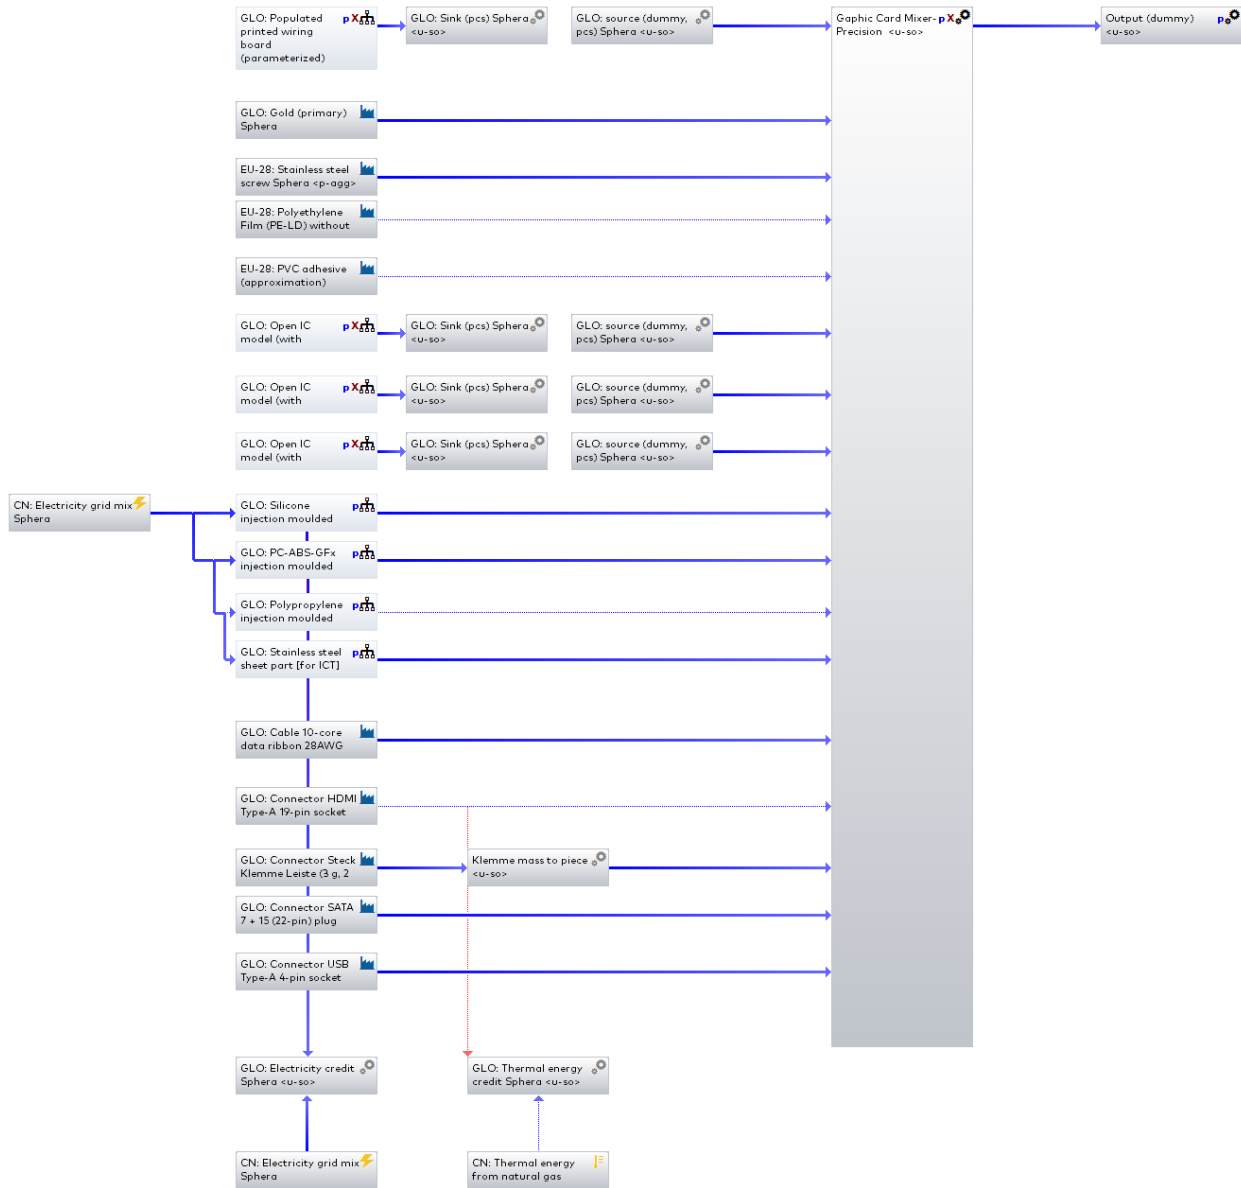 GLO: Populated
printed wiring
board
(parameterized)
p X
GLO: Sink (pcs) Sphera
<u-so>
GLO: source (dummy,
pcs) Sphera <u-so>
Gaphic Card Mixer-
Precision <u-so>
p X
Output (dummy)
<u-so>
p
GLO: Gold (primary)
Sphera
EU-28: Stainless steel
screw Sphera <p-agg>
EU-28: Polyethylene
Film (PE-LD) without
EU-28: PVC adhesive
(approximation)
GLO: Open IC
model (with
p X
GLO: Sink (pcs) Sphera
<u-so>
GLO: source (dummy,
pcs) Sphera <u-so>
GLO: Open IC
model (with
p X
GLO: Sink (pcs) Sphera
<u-so>
GLO: source (dummy,
pcs) Sphera <u-so>
GLO: Open IC
model (with
p X
GLO: Sink (pcs) Sphera
<u-so>
GLO: source (dummy,
pcs) Sphera <u-so>
CN: Electricity grid mix
Sphera
GLO: Silicone
injection moulded
p
GLO: PC-ABS-GFx
injection moulded
p
GLO: Polypropylene
injection moulded
p
GLO: Stainless steel
sheet part [for ICT]
p
GLO: Cable 10-core
data ribbon 28AWG
GLO: Connector HDMI
Type-A 19-pin socket
GLO: Connector Steck
Klemme Leiste (3 g, 2
Klemme mass to piece
<u-so>
GLO: Connector SATA
7 + 15 (22-pin) plug
GLO: Connector USB
Type-A 4-pin socket
GLO: Electricity credit
Sphera <u-so>
GLO: Thermal energy
credit Sphera <u-so>
CN: Electricity grid mix
Sphera
CN: Thermal energy
from natural gas